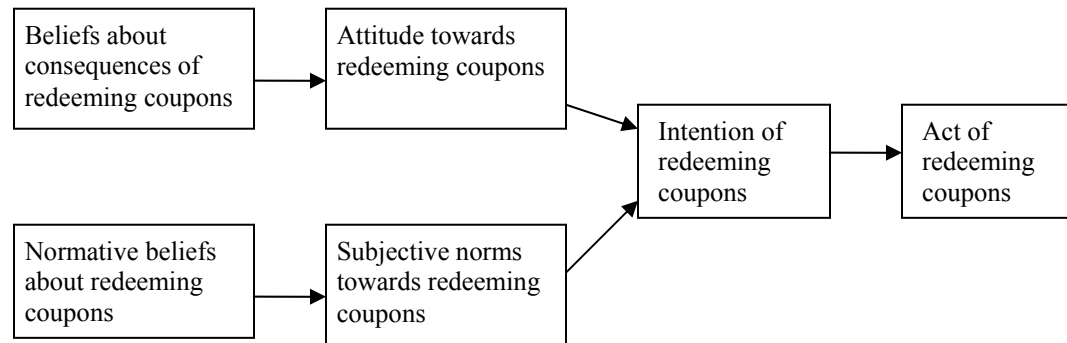 Beliefs about
consequences of
redeeming coupons
Attitude towards
redeeming coupons
Intention of
redeeming
coupons
Act of
redeeming
coupons
Normative beliefs
about redeeming
coupons
Subjective norms
towards redeeming
coupons